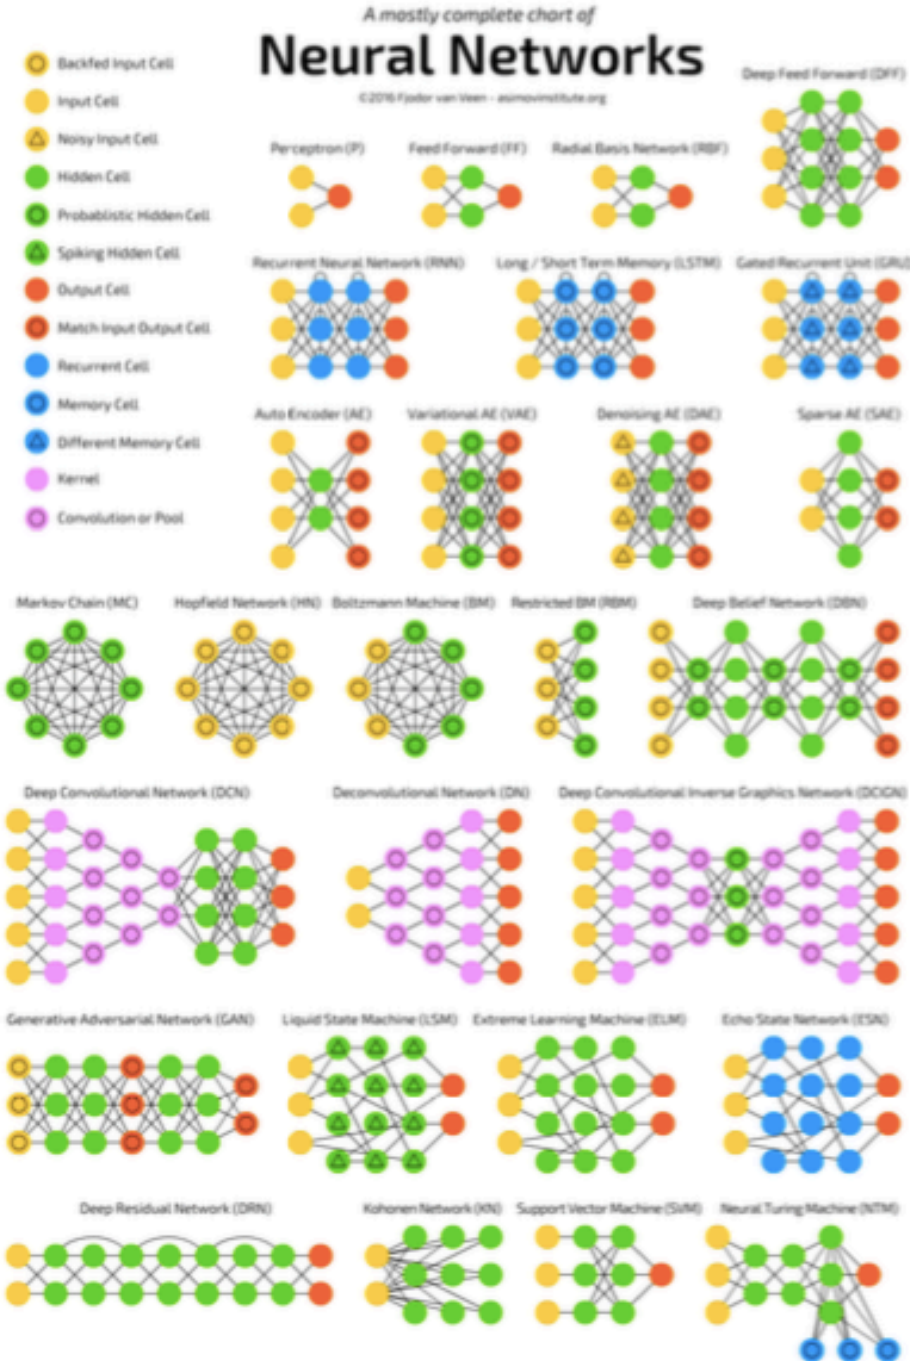 A mostly complete chart of
Neural Networks
©2016 Fjodor van Veen - asimovinstitute.org
Backfed Input Cell
Input Cell
Noisy Input Cell
Hidden Cell
Probablistic Hidden Cell
Spiking Hidden Cell
Output Cell
Match Input Output Cell
Recurrent Cell
Memory Cell
Different Memory Cell
Kernel
Convolution or Pool
Deep Feed Forward (DFF)
Perceptron (P)
Feed Forward (FF)
Radial Basis Network (RBF)
Recurrent Neural Network (RNN)
Long / Short Term Memory (LSTM)
Gated Recurrent Unit (GRU)
Auto Encoder (AE)
Variational AE (VAE)
Denoising AE (DAE)
Sparse AE (SAE)
Markov Chain (MC)
Hopfield Network (HN)
Boltzmann Machine (BM)
Restricted BM (RBM)
Deep Belief Network (DBN)
Deep Convolutional Network (DCN)
Deconvolutional Network (DN)
Deep Convolutional Inverse Graphics Network (DCIGN)
Generative Adversarial Network (GAN)
Liquid State Machine (LSM)
Extreme Learning Machine (ELM)
Echo State Network (ESN)
Deep Residual Network (DRN)
Kohonen Network (KN)
Support Vector Machine (SVM)
Neural Turing Machine (NTM)